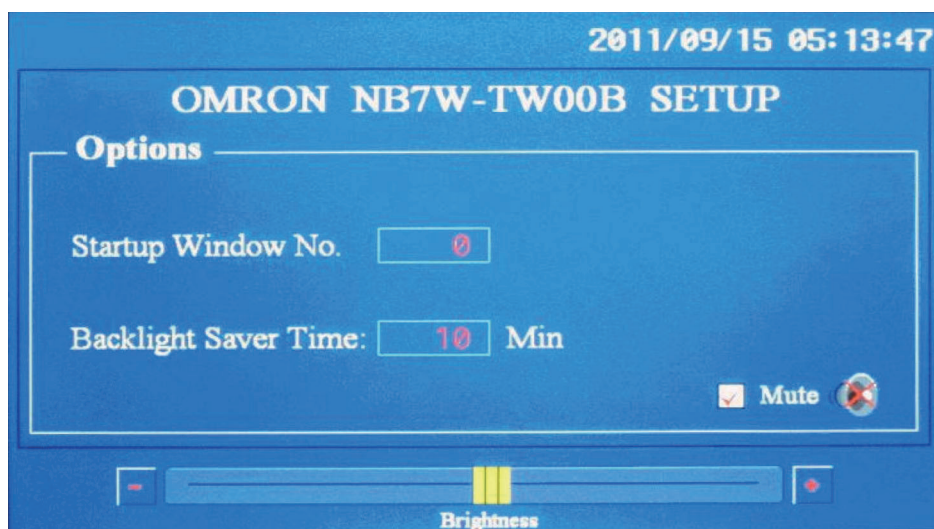 2011/09/15 05:13:47
OMRON NB7W-TW00B SETUP
Options
Startup Window No. 0
Backlight Saver Time: 10 Min
Mute
- +
Brightness